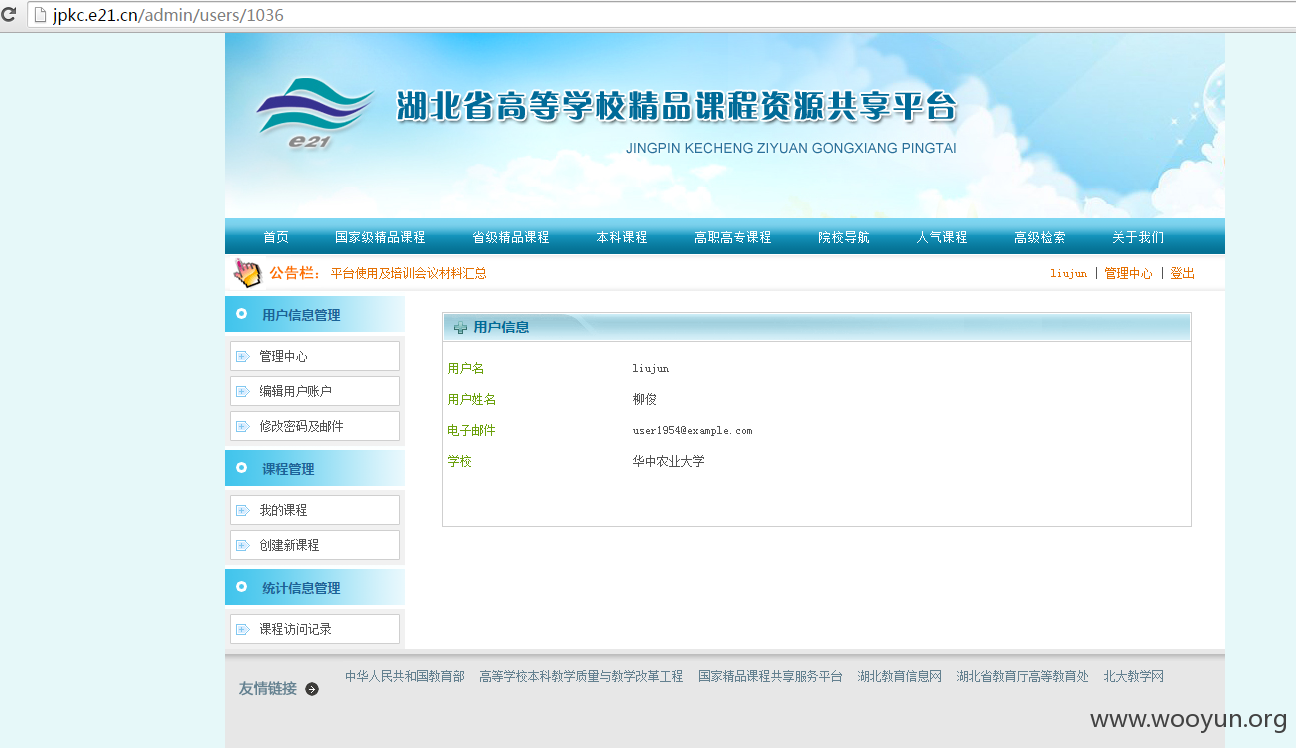 jpkc.e21.cn/admin/users/1036
e21
湖北省高等学校精品课程资源共享平台
JINGPIN KECHENG ZIYUAN GONGXIANG PINGTAI
首页 国家级精品课程 省级精品课程 本科课程 高职高专课程 院校导航 人气课程 高级检索 关于我们
公告栏： 平台使用及培训会议材料汇总 liujun | 管理中心 | 登出
用户信息管理
管理中心
编辑用户账户
修改密码及邮件
课程管理
我的课程
创建新课程
统计信息管理
课程访问记录
用户信息
用户名 liujun
用户姓名 柳俊
电子邮件 user1954@example.com
学校 华中农业大学
友情链接 中华人民共和国教育部 高等学校本科教学质量与教学改革工程 国家精品课程共享服务平台 湖北教育信息网 湖北省教育厅高等教育处 北大教学网
www.wooyun.org